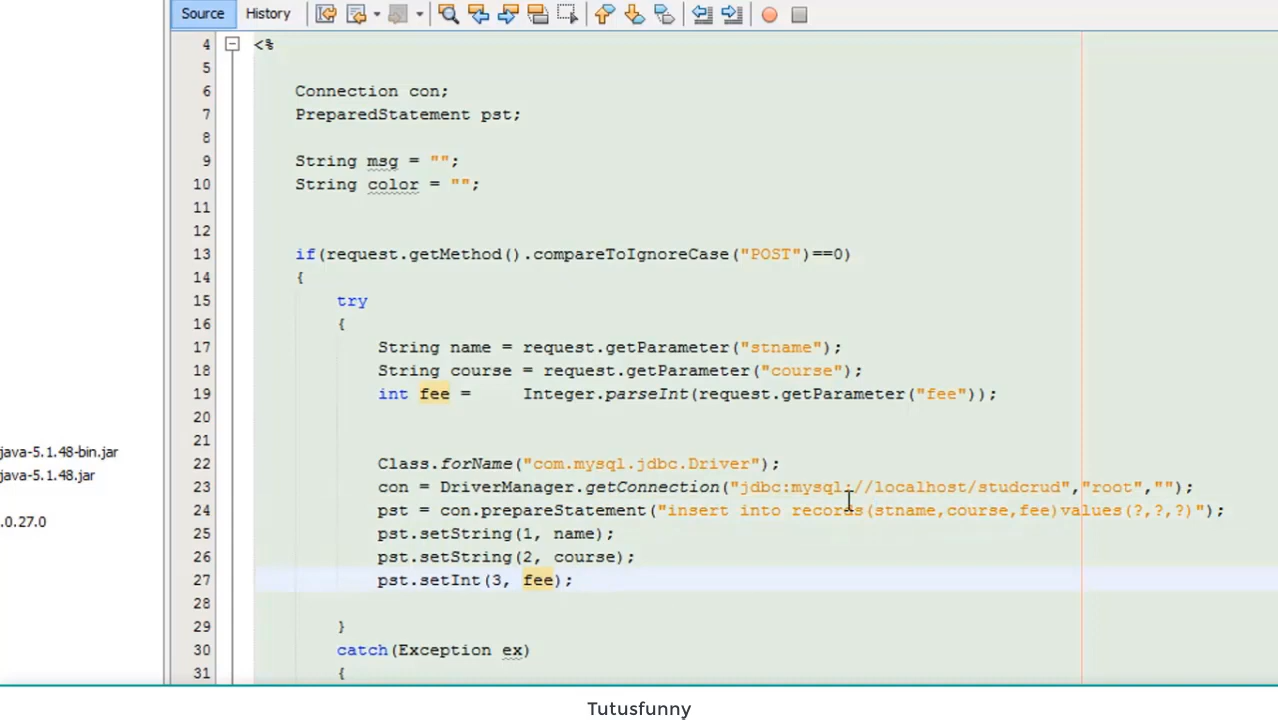 Source History
4 <%
5
6 Connection con;
7 PreparedStatement pst;
8
9 String msg = "";
10 String color = "";
11
12
13 if(request.getMethod().compareToIgnoreCase("POST")==0)
14 {
15 try
16 {
17 String name = request.getParameter("stname");
18 String course = request.getParameter("course");
19 int fee = Integer.parseInt(request.getParameter("fee"));
20
21
22 Class.forName("com.mysql.jdbc.Driver");
23 con = DriverManager.getConnection("jdbc:mysql://localhost/studcrud","root","");
24 pst = con.prepareStatement("insert into records(stname,course,fee)values(?,?,?)");
25 pst.setString(1, name);
26 pst.setString(2, course);
27 pst.setInt(3, fee);
28
29 }
30 catch(Exception ex)
31 {
java-5.1.48-bin.jar
java-5.1.48.jar
.0.27.0
Tutusfunny